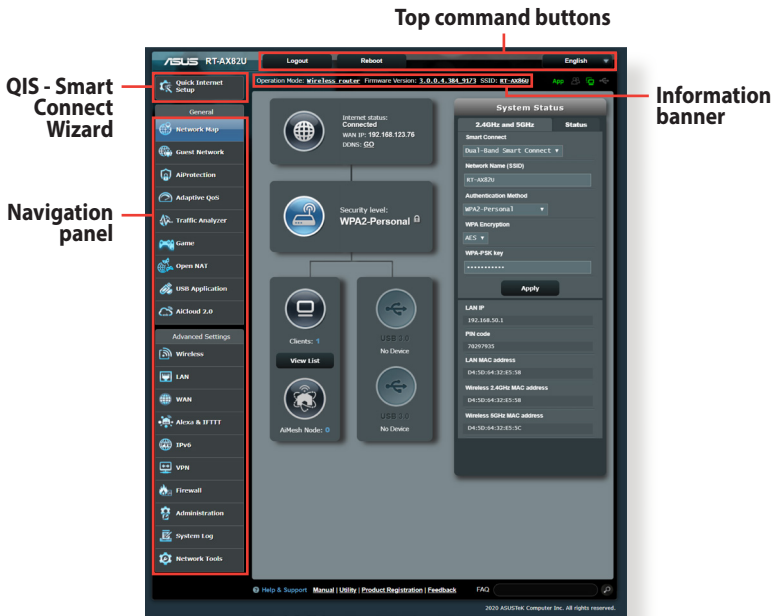 Top command buttons
QIS - Smart
Connect
Wizard
Navigation
panel
Information
banner
ASUS RT-AX82U
Logout
Reboot
English
Quick Internet
Setup
Operation Mode: Wireless router Firmware Version: 3.0.0.4.384_9173 SSID: RT-AX86U
App
General
Network Map
Guest Network
AiProtection
Adaptive QoS
Traffic Analyzer
Game
Open NAT
USB Application
AiCloud 2.0
Advanced Settings
Wireless
LAN
WAN
Alexa & IFTTT
IPv6
VPN
Firewall
Administration
System Log
Network Tools
Internet status:
Connected
WAN IP: 192.168.123.76
DDNS: GO
Security level:
WPA2-Personal
Clients: 1
View List
AiMesh Node: 0
USB 3.0
No Device
USB 3.0
No Device
System Status
2.4GHz and 5GHz
Status
Smart Connect
Dual-Band Smart Connect
Network Name (SSID)
RT-AX82U
Authentication Method
WPA2-Personal
WPA Encryption
AES
WPA-PSK key
•••••••••••
Apply
LAN IP
192.168.50.1
PIN code
70297935
LAN MAC address
D4:5D:64:32:E5:58
Wireless 2.4GHz MAC address
D4:5D:64:32:E5:58
Wireless 5GHz MAC address
D4:5D:64:32:E5:5C
Help & Support Manual | Utility | Product Registration | Feedback
FAQ
2020 ASUSTeK Computer Inc. All rights reserved.